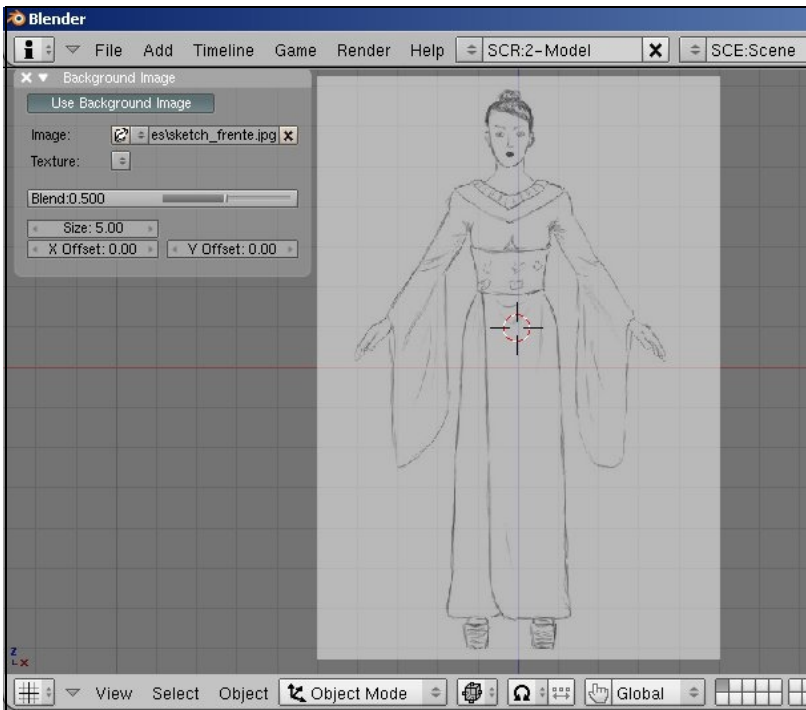 Blender
File Add Timeline Game Render Help SCR:2-Model SCE:Scene
Background Image
Use Background Image
Image: es\sketch_frente.jpg
Texture:
Blend:0.500
Size: 5.00
X Offset: 0.00 Y Offset: 0.00
z
x
View Select Object Object Mode Global